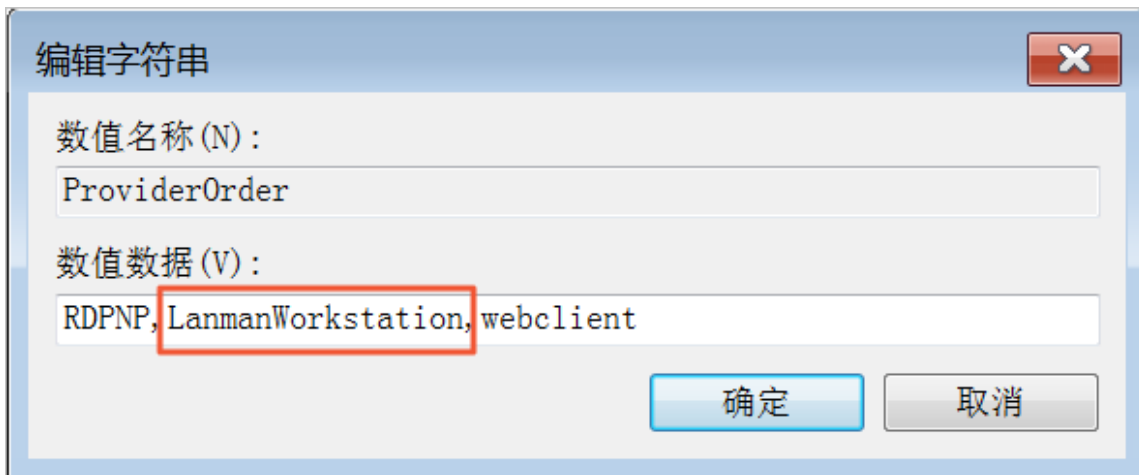 编辑字符串
数值名称(N):
ProviderOrder
数值数据(V):
RDPNP,LanmanWorkstation,webclient
确定 取消